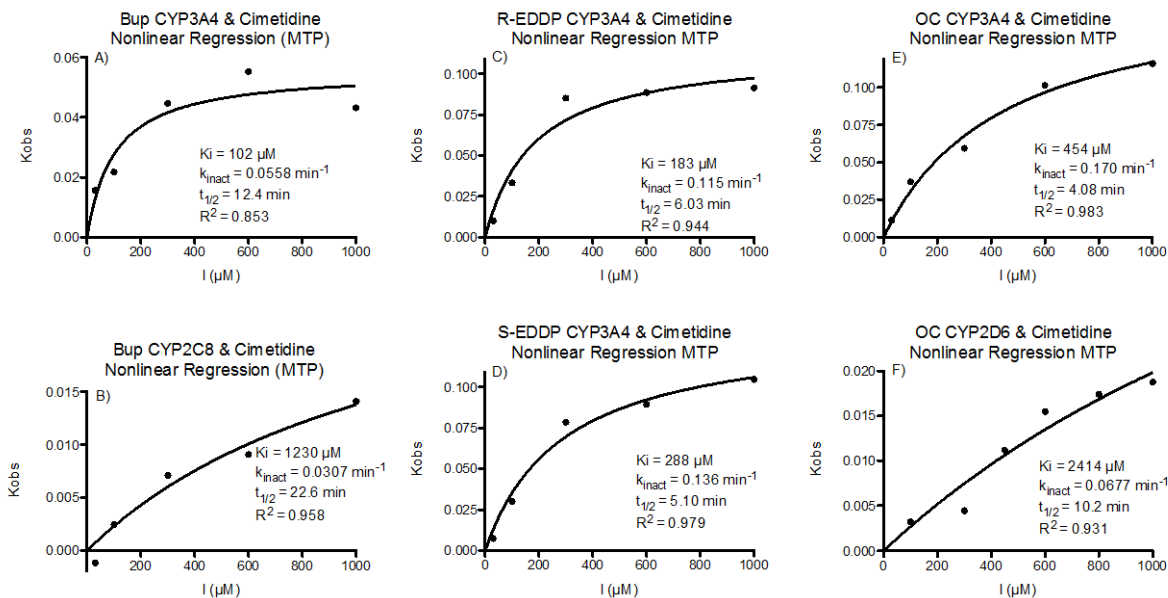 Bup CYP3A4 & Cimetidine
Nonlinear Regression (MTP)
A)
0.06
0.04
0.02
0.00
Kobs
Ki = 102 µM
kinact = 0.0558 min-1
t1/2 = 12.4 min
R2 = 0.853
0
200
400
600
800
1000
I (µM)
R-EDDP CYP3A4 & Cimetidine
Nonlinear Regression MTP
C)
0.100
0.075
0.050
0.025
0.000
Kobs
Ki = 183 µM
kinact = 0.115 min-1
t1/2 = 6.03 min
R2 = 0.944
0
200
400
600
800
1000
I (µM)
OC CYP3A4 & Cimetidine
Nonlinear Regression MTP
E)
0.100
0.075
0.050
0.025
0.000
Kobs
Ki = 454 µM
kinact = 0.170 min-1
t1/2 = 4.08 min
R2 = 0.983
0
200
400
600
800
1000
I (µM)
Bup CYP2C8 & Cimetidine
Nonlinear Regression (MTP)
B)
0.015
0.010
0.005
0.000
Kobs
Ki = 1230 µM
kinact = 0.0307 min-1
t1/2 = 22.6 min
R2 = 0.958
0
200
400
600
800
1000
I (µM)
S-EDDP CYP3A4 & Cimetidine
Nonlinear Regression MTP
D)
0.100
0.075
0.050
0.025
0.000
Kobs
Ki = 288 µM
kinact = 0.136 min-1
t1/2 = 5.10 min
R2 = 0.979
0
200
400
600
800
1000
I (µM)
OC CYP2D6 & Cimetidine
Nonlinear Regression MTP
F)
0.020
0.015
0.010
0.005
0.000
Kobs
Ki = 2414 µM
kinact = 0.0677 min-1
t1/2 = 10.2 min
R2 = 0.931
0
200
400
600
800
1000
I (µM)